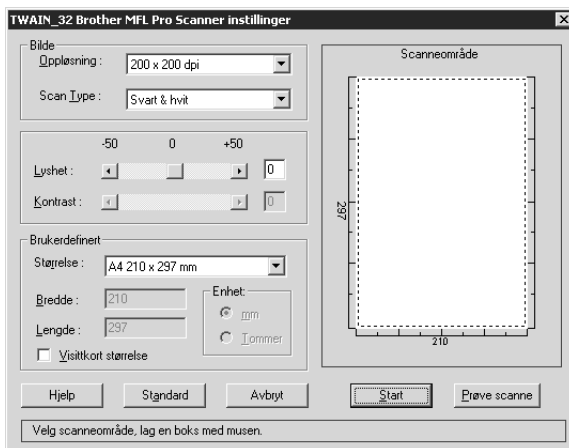 TWAIN_32 Brother MFL Pro Scanner instillinger
Bilde
Oppløsning : 200 x 200 dpi
Scan Type : Svart & hvit
-50 0 +50
Lyshet : 0
Kontrast : 0
Brukerdefinert
Størrelse : A4 210 x 297 mm
Bredde : 210
Lengde : 297
Enhet:
mm
Tommer
Visittkort størrelse
Scanneområde
297
210
Hjelp Standard Avbryt Start Prøve scanne
Velg scanneområde, lag en boks med musen.